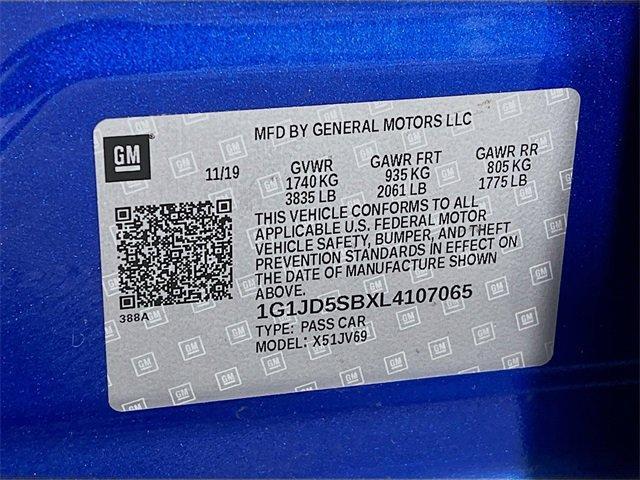 GM
MFD BY GENERAL MOTORS LLC
11/19 GVWR GAWR FRT GAWR RR
1740 KG 935 KG 805 KG
3835 LB 2061 LB 1775 LB
THIS VEHICLE CONFORMS TO ALL
APPLICABLE U.S. FEDERAL MOTOR
VEHICLE SAFETY, BUMPER, AND THEFT
PREVENTION STANDARDS IN EFFECT ON
THE DATE OF MANUFACTURE SHOWN
ABOVE.
388A
1G1JD5SBXL4107065
TYPE: PASS CAR
MODEL: X51JV69